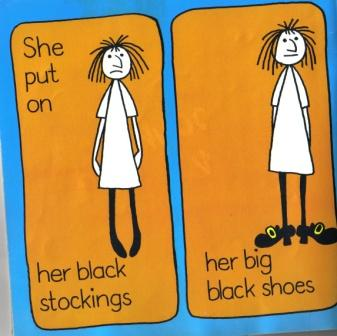 She
put
on
her black
stockings
her big
black shoes